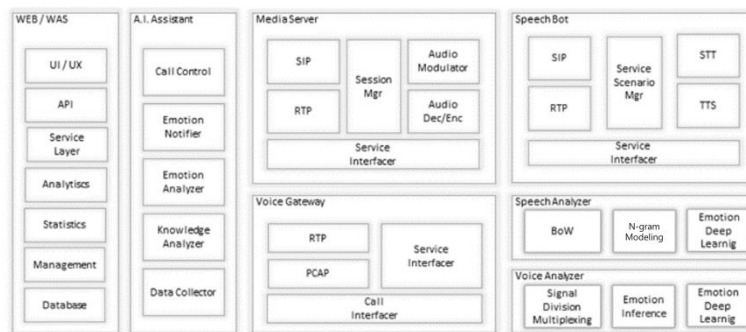 WEB / WAS
UI / UX
API
Service
Layer
Analytiscs
Statistics
Management
Database
A.I. Assistant
Call Control
Emotion
Notifier
Emotion
Analyzer
Knowledge
Analyzer
Data Collector
Media Server
SIP
RTP
Session
Mgr
Audio
Modulator
Audio
Dec/Enc
Service
Interfacer
Voice Gateway
RTP
PCAP
Service
Interfacer
Call
Interfacer
Speech Bot
SIP
RTP
Service
Scenario
Mgr
STT
TTS
Service
Interfacer
Speech Analyzer
BoW
N-gram
Modeling
Emotion
Deep
Learnig
Voice Analyzer
Signal
Division
Multiplexing
Emotion
Inference
Emotion
Deep
Learnig